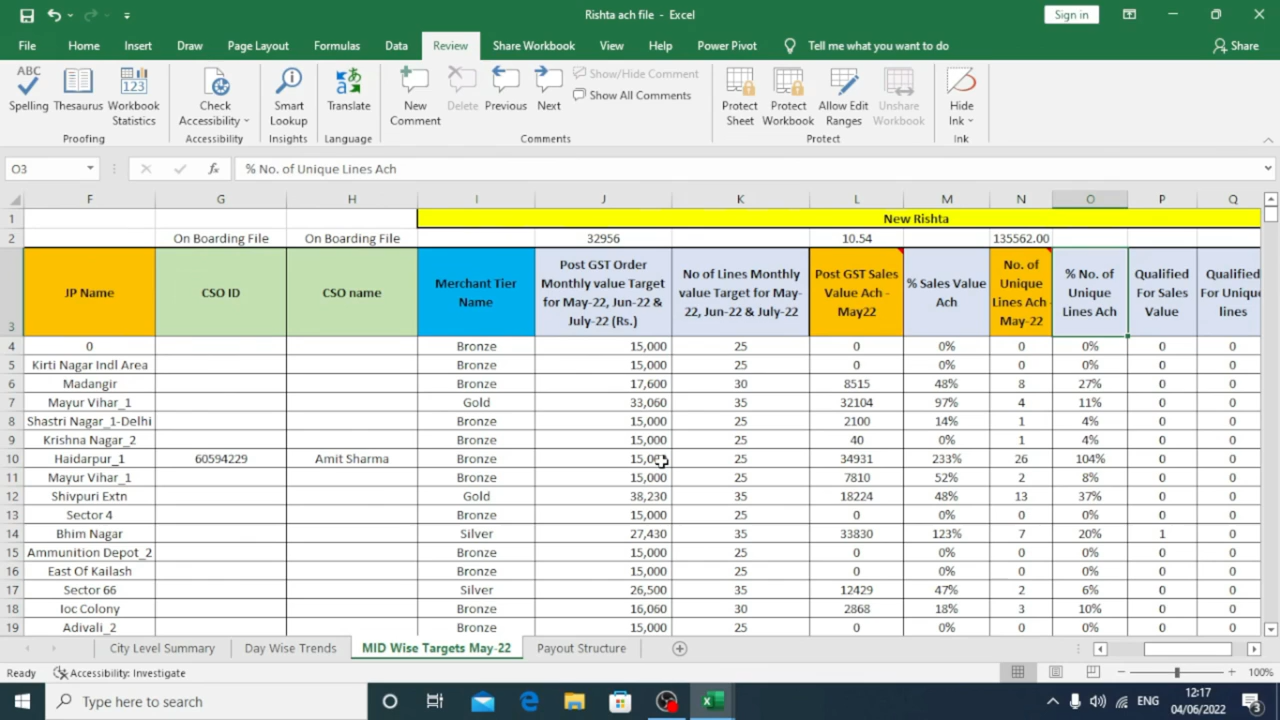 Rishta ach file - Excel
Sign in
File Home Insert Draw Page Layout Formulas Data Review Share Workbook View Help Power Pivot Tell me what you want to do Share
ABC
123
Spelling Thesaurus Workbook Statistics
Check Accessibility
Smart Lookup
Translate
New Comment
Delete Previous Next
Show/Hide Comment
Show All Comments
Protect Sheet
Protect Workbook
Allow Edit Ranges
Unshare Workbook
Hide Ink
Proofing Accessibility Insights Language Comments Protect Ink
O3 fx % No. of Unique Lines Ach
F G H I J K L M N O P Q
1 New Rishta
2 On Boarding File On Boarding File 32956 10.54 135562.00
3 JP Name CSO ID CSO name Merchant Tier Name Post GST Order Monthly value Target for May-22, Jun-22 & July-22 (Rs.) No of Lines Monthly value Target for May-22, Jun-22 & July-22 Post GST Sales Value Ach - May22 % Sales Value Ach No. of Unique Lines Ach - May-22 % No. of Unique Lines Ach Qualified For Sales Value Qualified For Unique lines
4 0 Bronze 15,000 25 0 0% 0 0% 0 0
5 Kirti Nagar Indl Area Bronze 15,000 25 0 0% 0 0% 0 0
6 Madangir Bronze 17,600 30 8515 48% 8 27% 0 0
7 Mayur Vihar_1 Gold 33,060 35 32104 97% 4 11% 0 0
8 Shastri Nagar_1-Delhi Bronze 15,000 25 2100 14% 1 4% 0 0
9 Krishna Nagar_2 Bronze 15,000 25 40 0% 1 4% 0 0
10 Haidarpur_1 60594229 Amit Sharma Bronze 25 34931 233% 26 104% 0 0
11 Mayur Vihar_1 Bronze 15,000 25 7810 52% 2 8% 0 0
12 Shivpuri Extn Gold 38,230 35 18224 48% 13 37% 0 0
13 Sector 4 Bronze 15,000 25 0 0% 0 0% 0 0
14 Bhim Nagar Silver 27,430 35 33830 123% 7 20% 1 0
15 Ammunition Depot_2 Bronze 15,000 25 0 0% 0 0% 0 0
16 East Of Kailash Bronze 15,000 25 0 0% 0 0% 0 0
17 Sector 66 Silver 26,500 35 12429 47% 2 6% 0 0
18 Ioc Colony Bronze 16,060 30 2868 18% 3 10% 0 0
19 Adivali_2 Bronze 15,000 25 0 0% 0 0% 0 0
City Level Summary Day Wise Trends MID Wise Targets May-22 Payout Structure
Ready Accessibility: Investigate 100%
Type here to search
ENG
12:17
04/06/2022
3